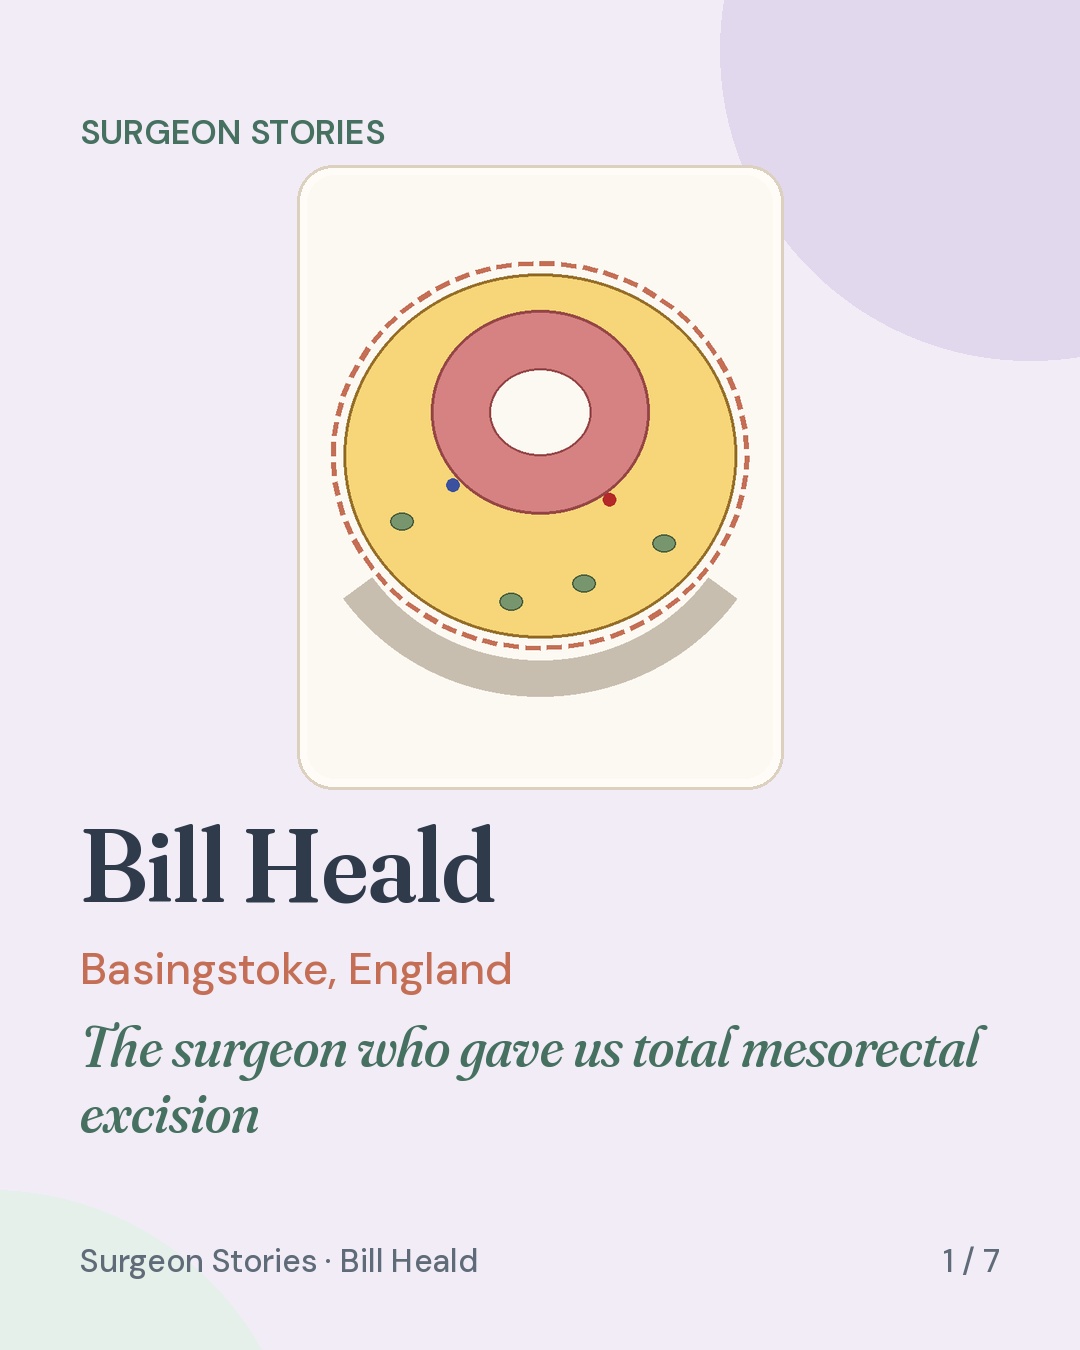 SURGEON STORIES
Bill Heald
Basingstoke, England
The surgeon who gave us total mesorectal
excision
Surgeon Stories · Bill Heald
1 / 7